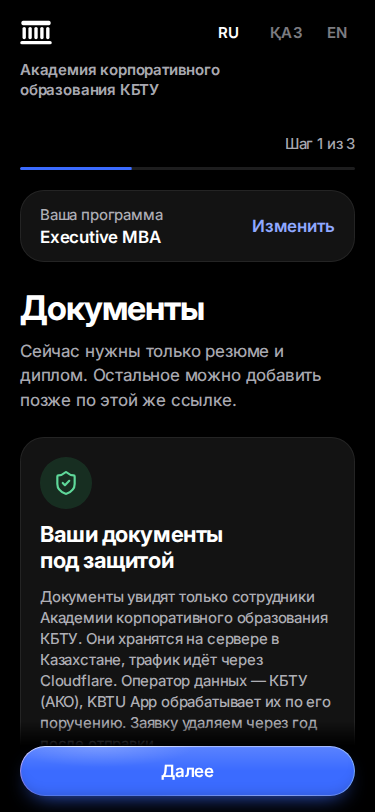 RU ҚАЗ EN
Академия корпоративного
образования КБТУ
Шаг 1 из 3
Ваша программа
Executive MBA
Изменить
Документы
Сейчас нужны только резюме и
диплом. Остальное можно добавить
позже по этой же ссылке.
Ваши документы
под защитой
Документы увидят только сотрудники
Академии корпоративного образования
КБТУ. Они хранятся на сервере в
Казахстане, трафик идёт через
Cloudflare. Оператор данных — КБТУ
(АКО), KBTU App обрабатывает их по его
поручению. Заявку удаляем через год
Далее